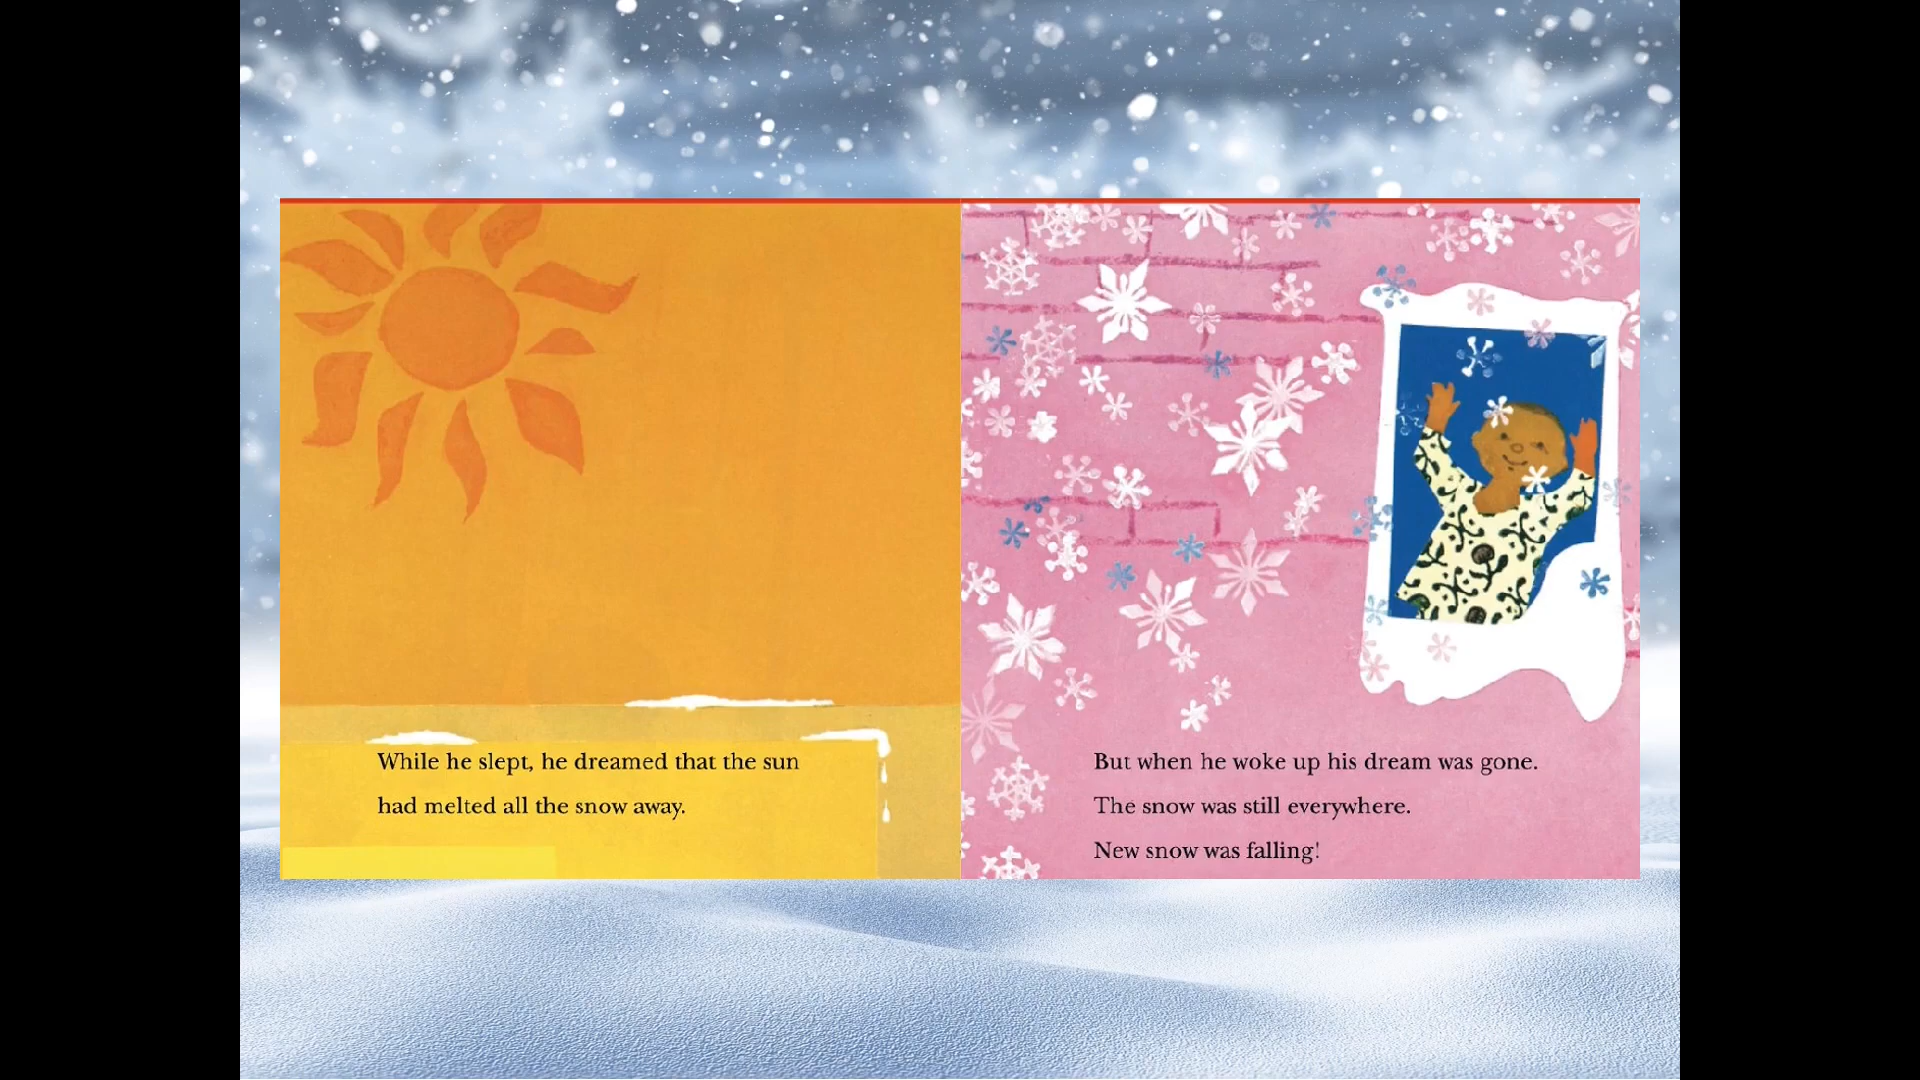 While he slept, he dreamed that the sun
had melted all the snow away.
But when he woke up his dream was gone.
The snow was still everywhere.
New snow was falling!